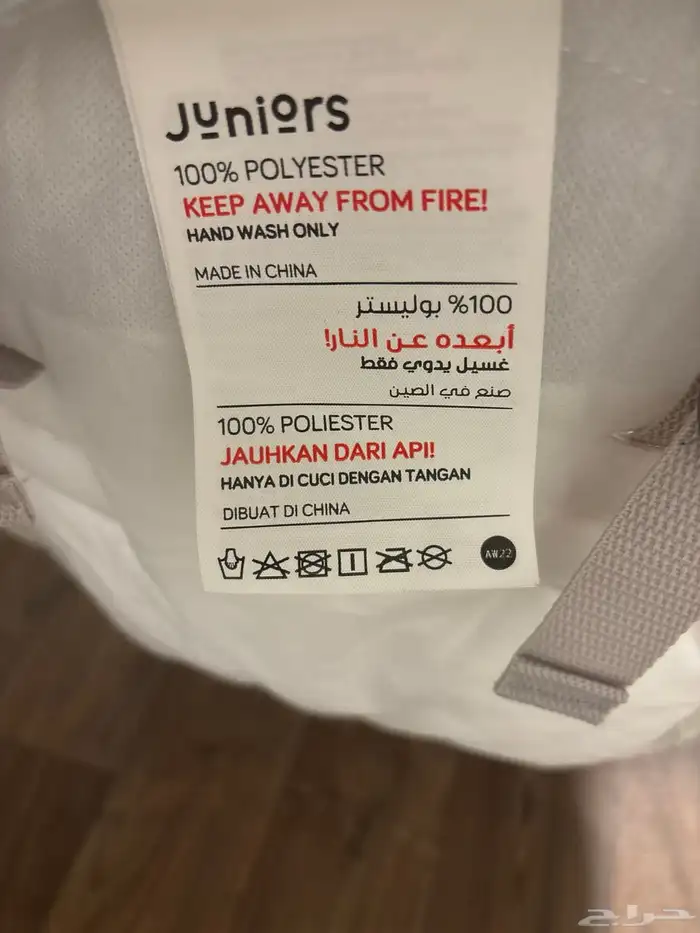 Juniors
100% POLYESTER
KEEP AWAY FROM FIRE!
HAND WASH ONLY
MADE IN CHINA
100% بوليستر
أبعده عن النار!
غسيل يدوي فقط
صنع في الصين
100% POLIESTER
JAUHKAN DARI API!
HANYA DI CUCI DENGAN TANGAN
DIBUAT DI CHINA
AW22
حراج